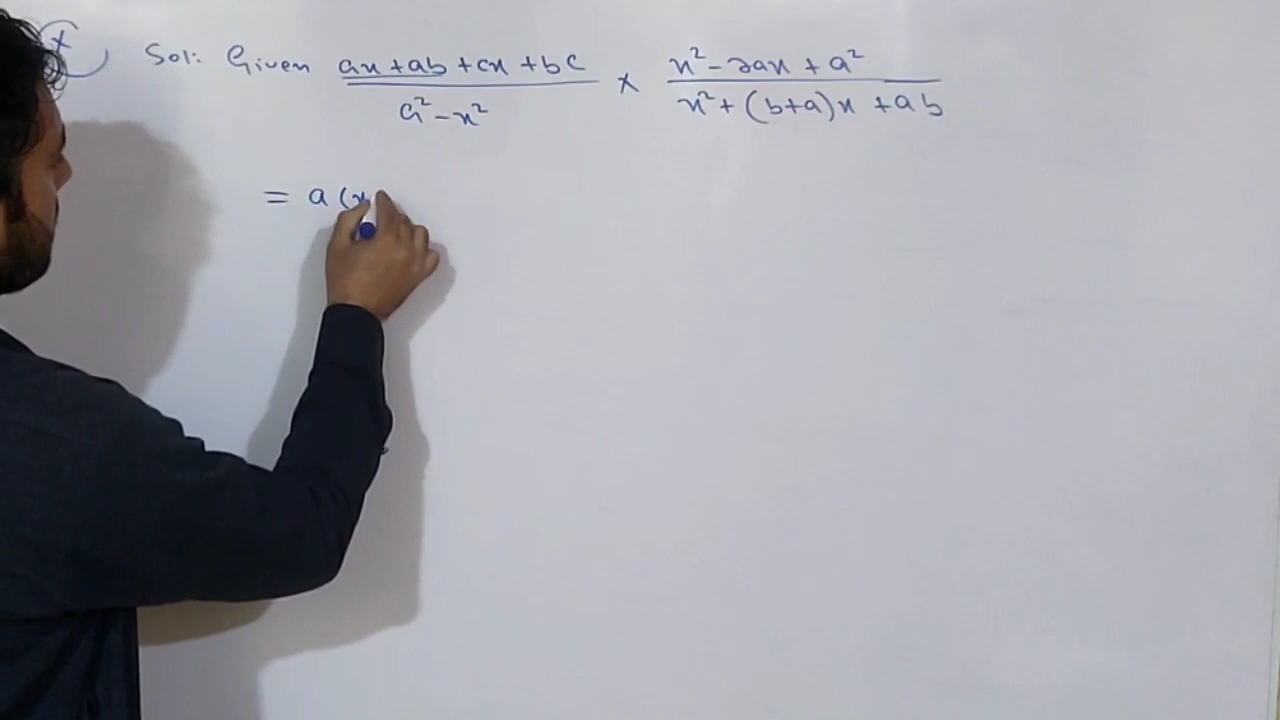 x Sol: Given ax + ab + cx + bc / a² - x² × x² - 2ax + a² / x² + (b+a)x + ab
= a (x